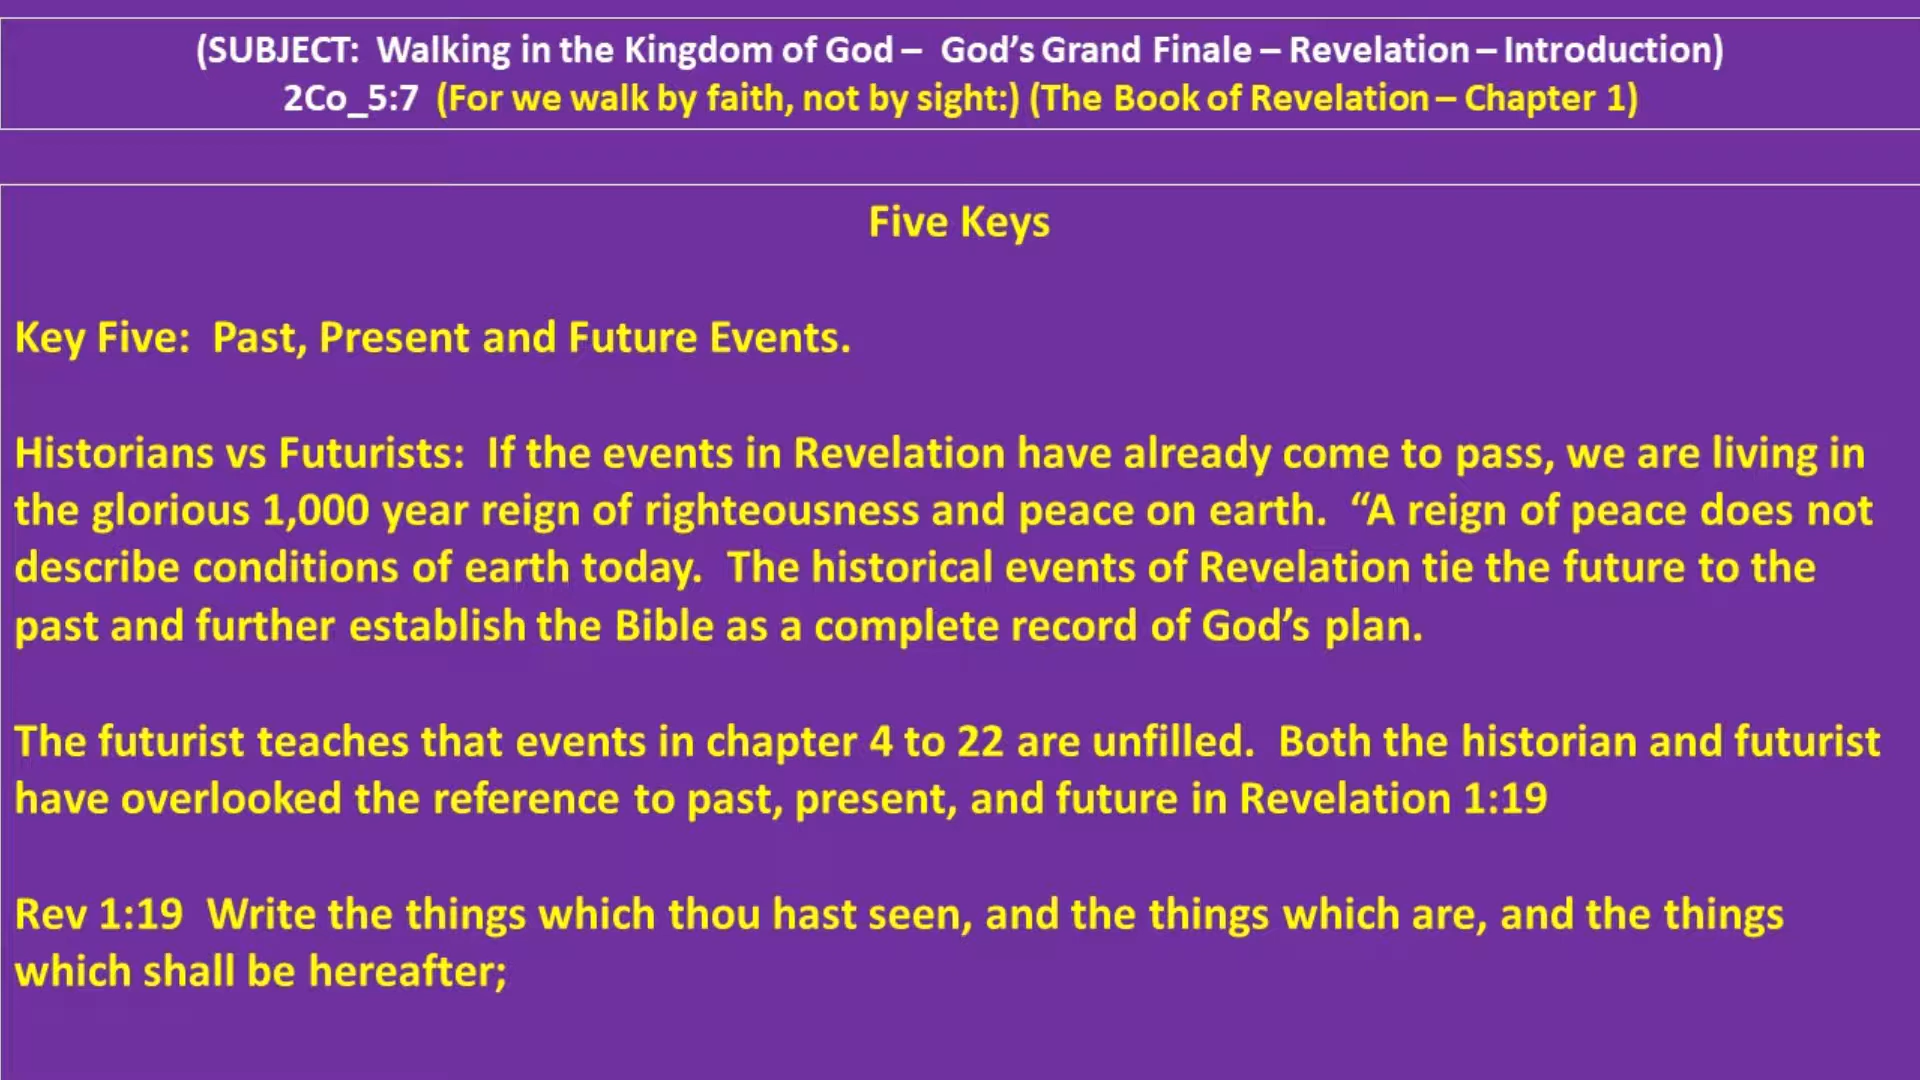 (SUBJECT: Walking in the Kingdom of God – God’s Grand Finale – Revelation – Introduction)
2Co_5:7 (For we walk by faith, not by sight:) (The Book of Revelation – Chapter 1)
Five Keys
Key Five: Past, Present and Future Events.
Historians vs Futurists: If the events in Revelation have already come to pass, we are living in
the glorious 1,000 year reign of righteousness and peace on earth. “A reign of peace does not
describe conditions of earth today. The historical events of Revelation tie the future to the
past and further establish the Bible as a complete record of God’s plan.
The futurist teaches that events in chapter 4 to 22 are unfilled. Both the historian and futurist
have overlooked the reference to past, present, and future in Revelation 1:19
Rev 1:19 Write the things which thou hast seen, and the things which are, and the things
which shall be hereafter;